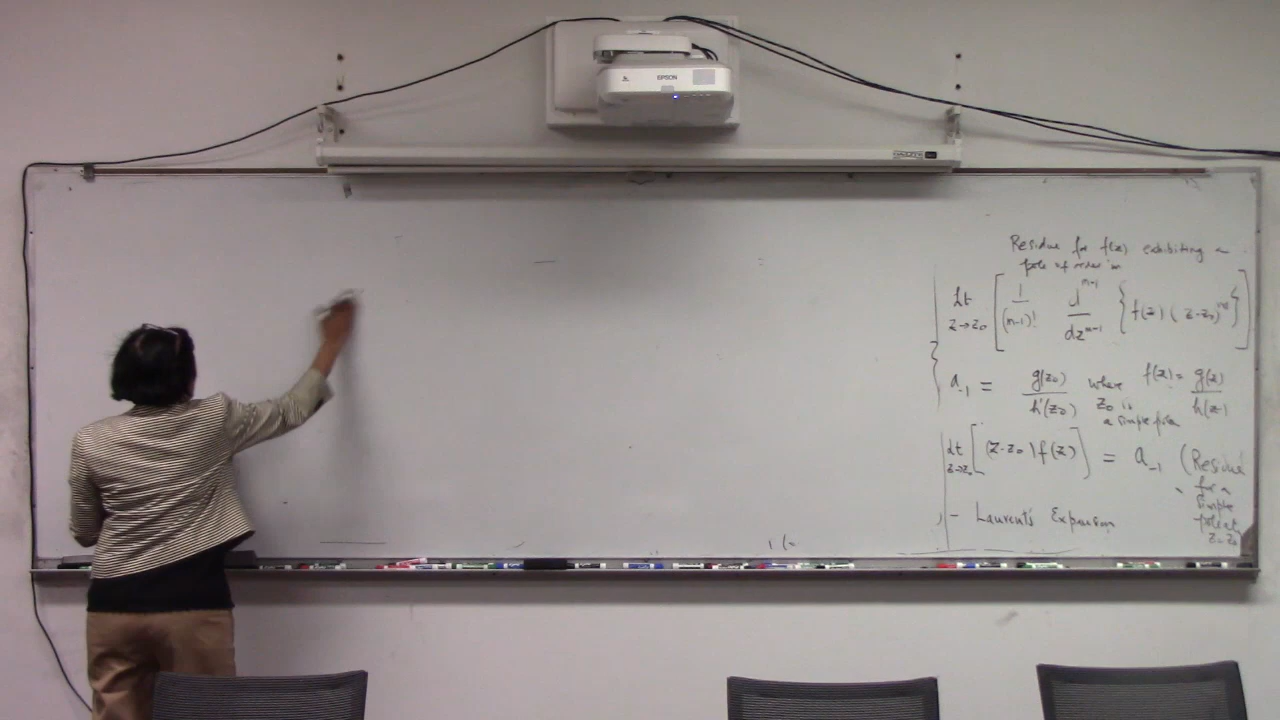 EPSON
Residue for f(z) exhibiting a
pole of order m
Lt z→z₀ [ 1/(m-1)! d^(m-1)/dz^(m-1) { f(z) (z-z₀)^m } ]
a₋₁ = g(z₀)/h'(z₀) where f(z) = g(z)/h(z)
z₀ is
a simple pole
Lt z→z₀ [ (z-z₀) f(z) ] = a₋₁ (Residue
for a
simple
pole at
z=z₀
- Laurent's Expansion